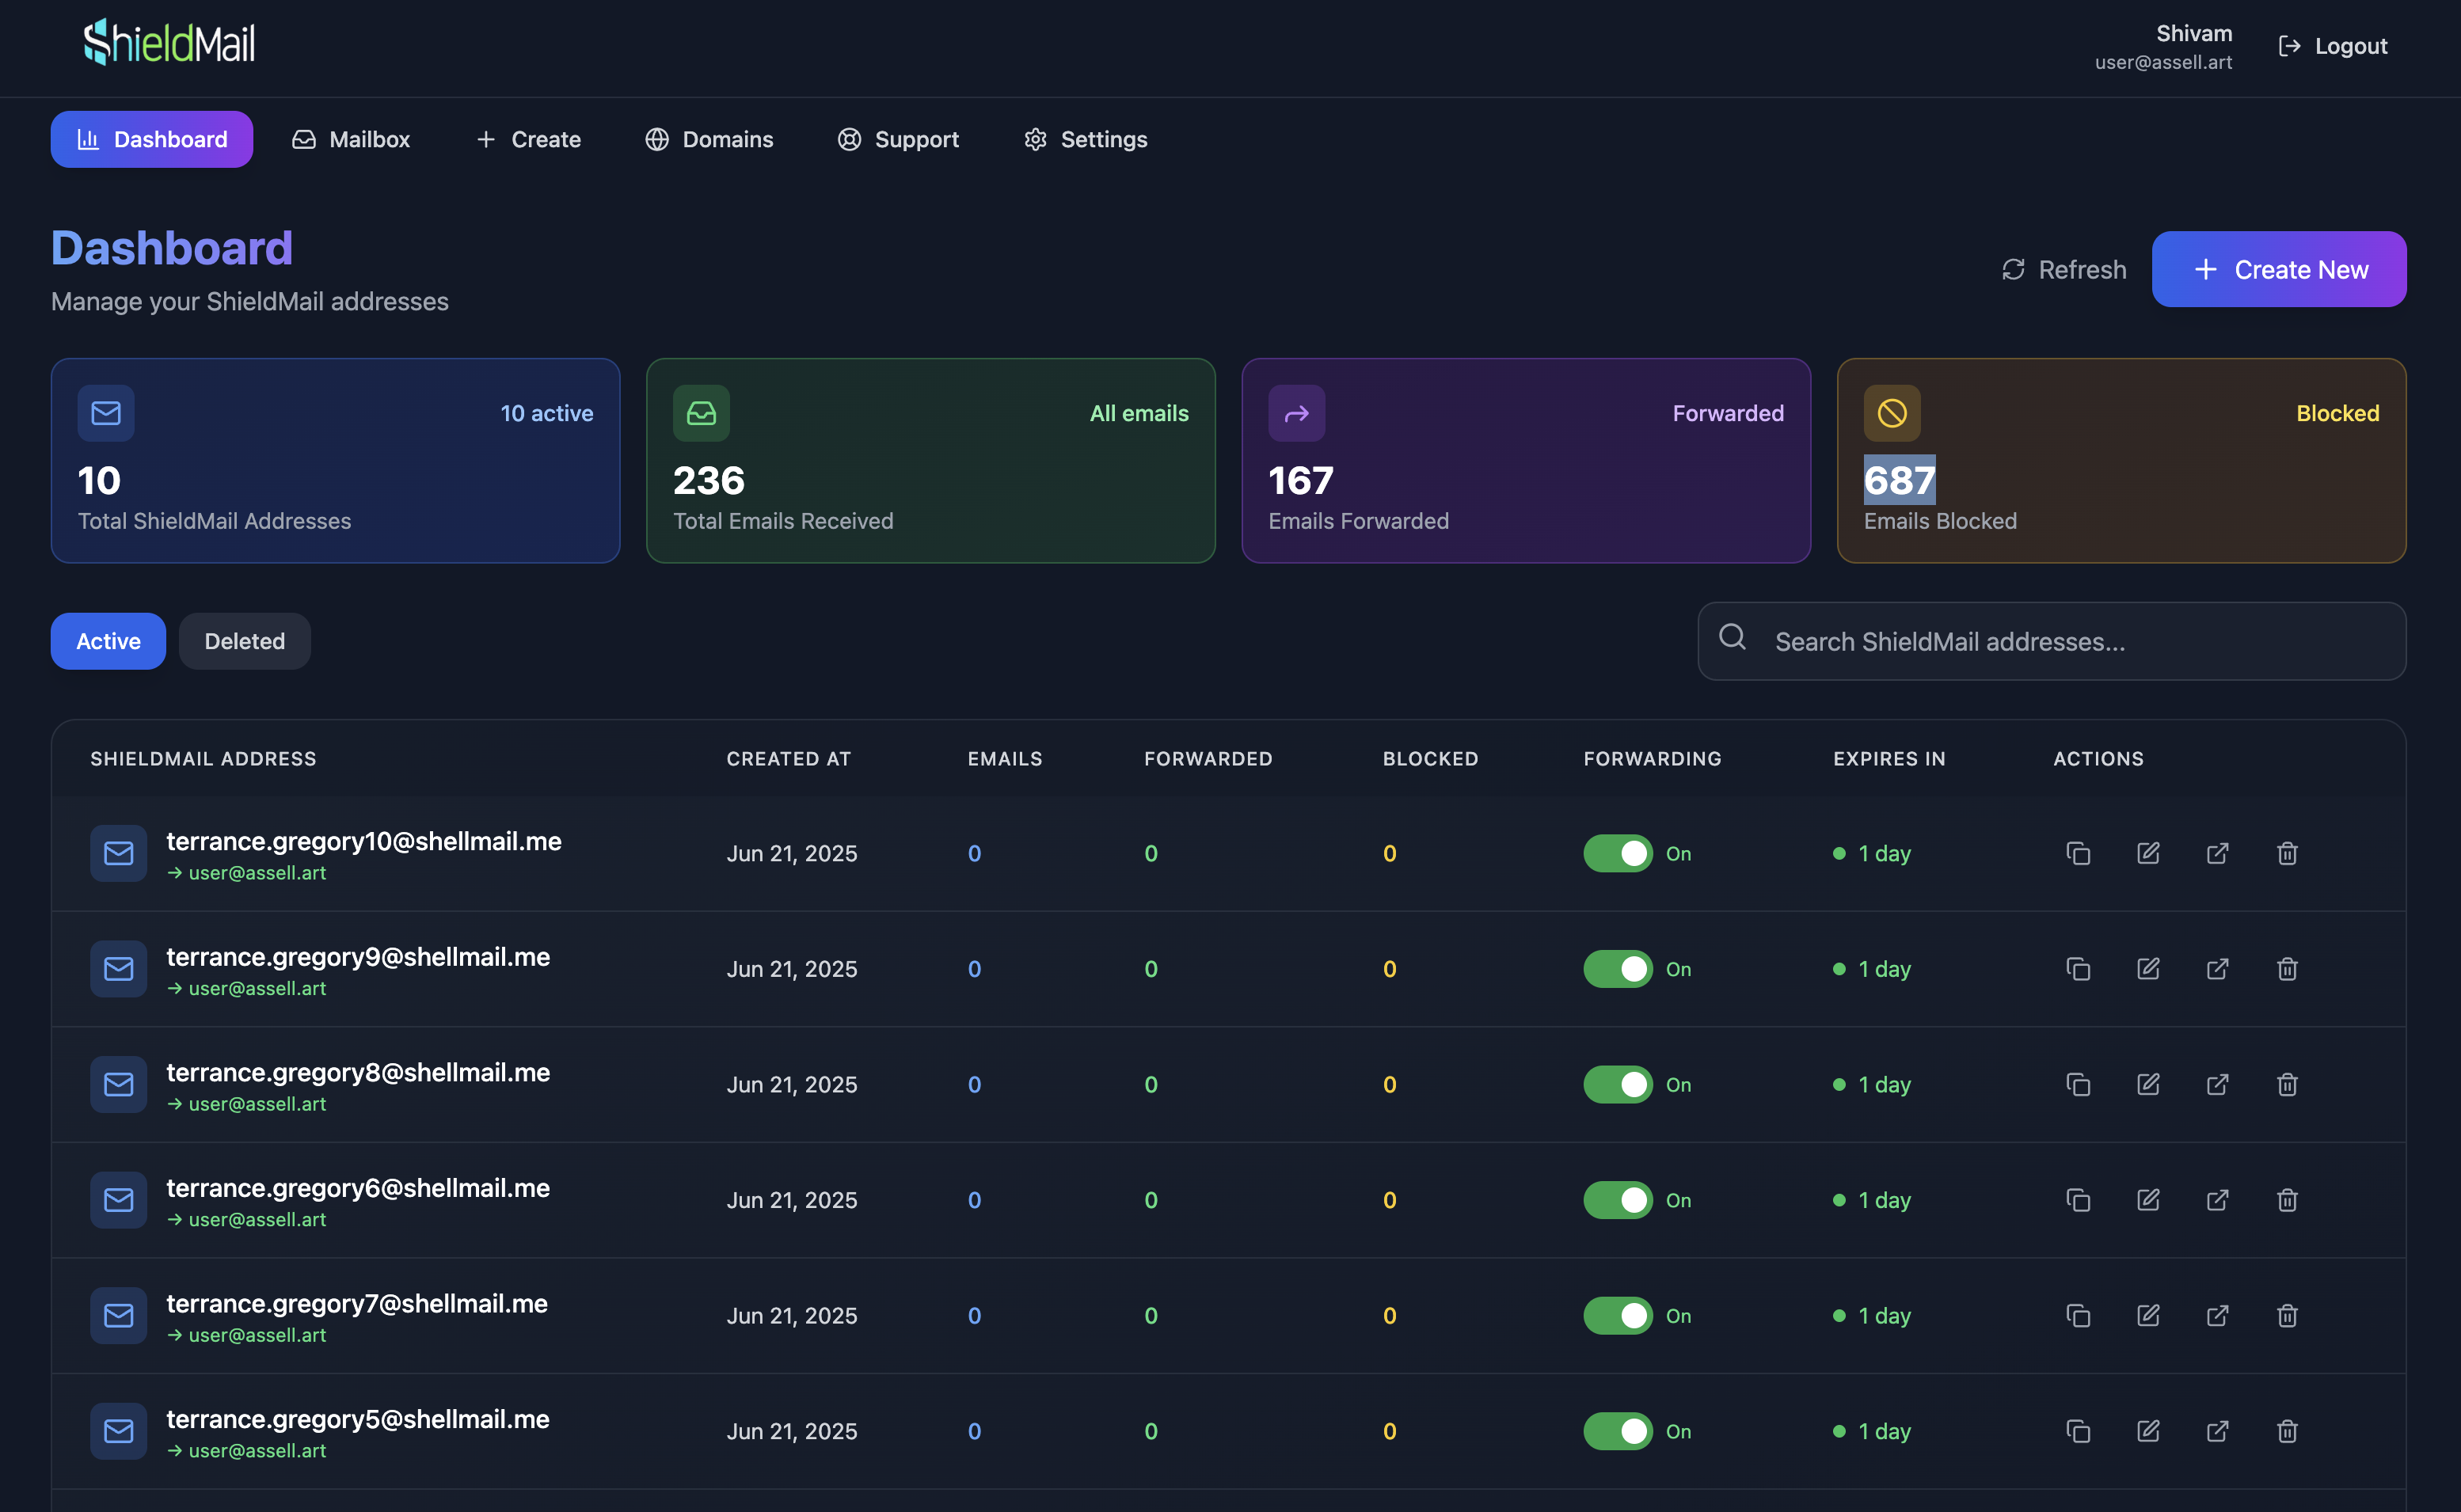 ShieldMail
Shivam
user@assell.art
Logout
Dashboard
Mailbox
Create
Domains
Support
Settings
Dashboard
Manage your ShieldMail addresses
Refresh
Create New
10 active
10
Total ShieldMail Addresses
All emails
236
Total Emails Received
Forwarded
167
Emails Forwarded
Blocked
687
Emails Blocked
Active
Deleted
Search ShieldMail addresses...
SHIELDMAIL ADDRESS CREATED AT EMAILS FORWARDED BLOCKED FORWARDING EXPIRES IN ACTIONS
terrance.gregory10@shellmail.me Jun 21, 2025 0 0 0 On 1 day
→ user@assell.art
terrance.gregory9@shellmail.me Jun 21, 2025 0 0 0 On 1 day
→ user@assell.art
terrance.gregory8@shellmail.me Jun 21, 2025 0 0 0 On 1 day
→ user@assell.art
terrance.gregory6@shellmail.me Jun 21, 2025 0 0 0 On 1 day
→ user@assell.art
terrance.gregory7@shellmail.me Jun 21, 2025 0 0 0 On 1 day
→ user@assell.art
terrance.gregory5@shellmail.me Jun 21, 2025 0 0 0 On 1 day
→ user@assell.art